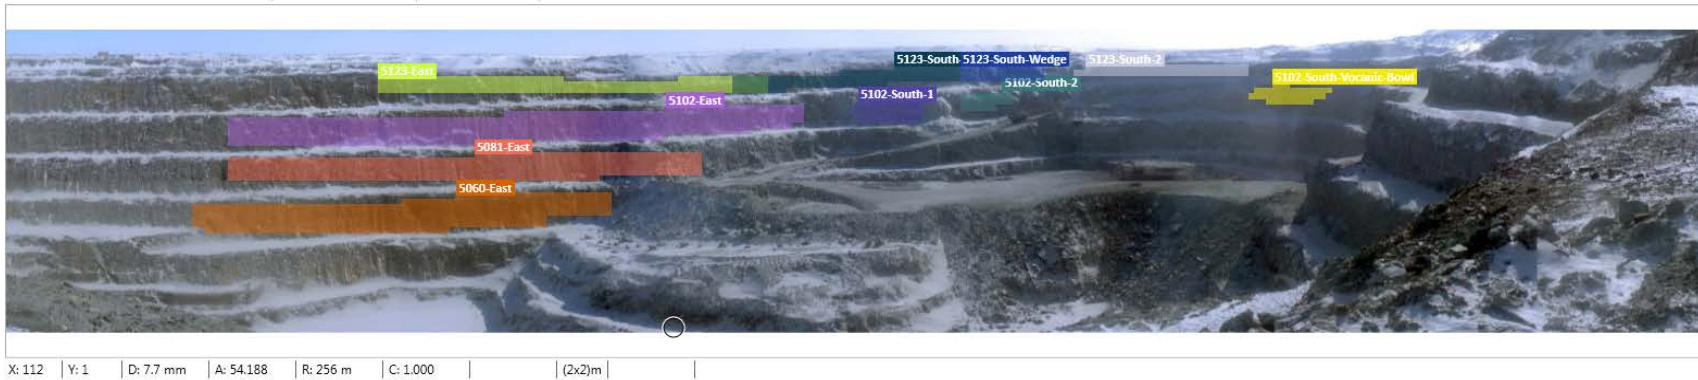 5123-South 5123-South-Wedge 5123-South-2
5123-East
5102-South-Vocanic-Bowl
5102-South-2
5102-South-1
5102-East
5081-East
5060-East
X: 112 Y: 1 D: 7.7 mm A: 54.188 R: 256 m C: 1.000 (2x2)m